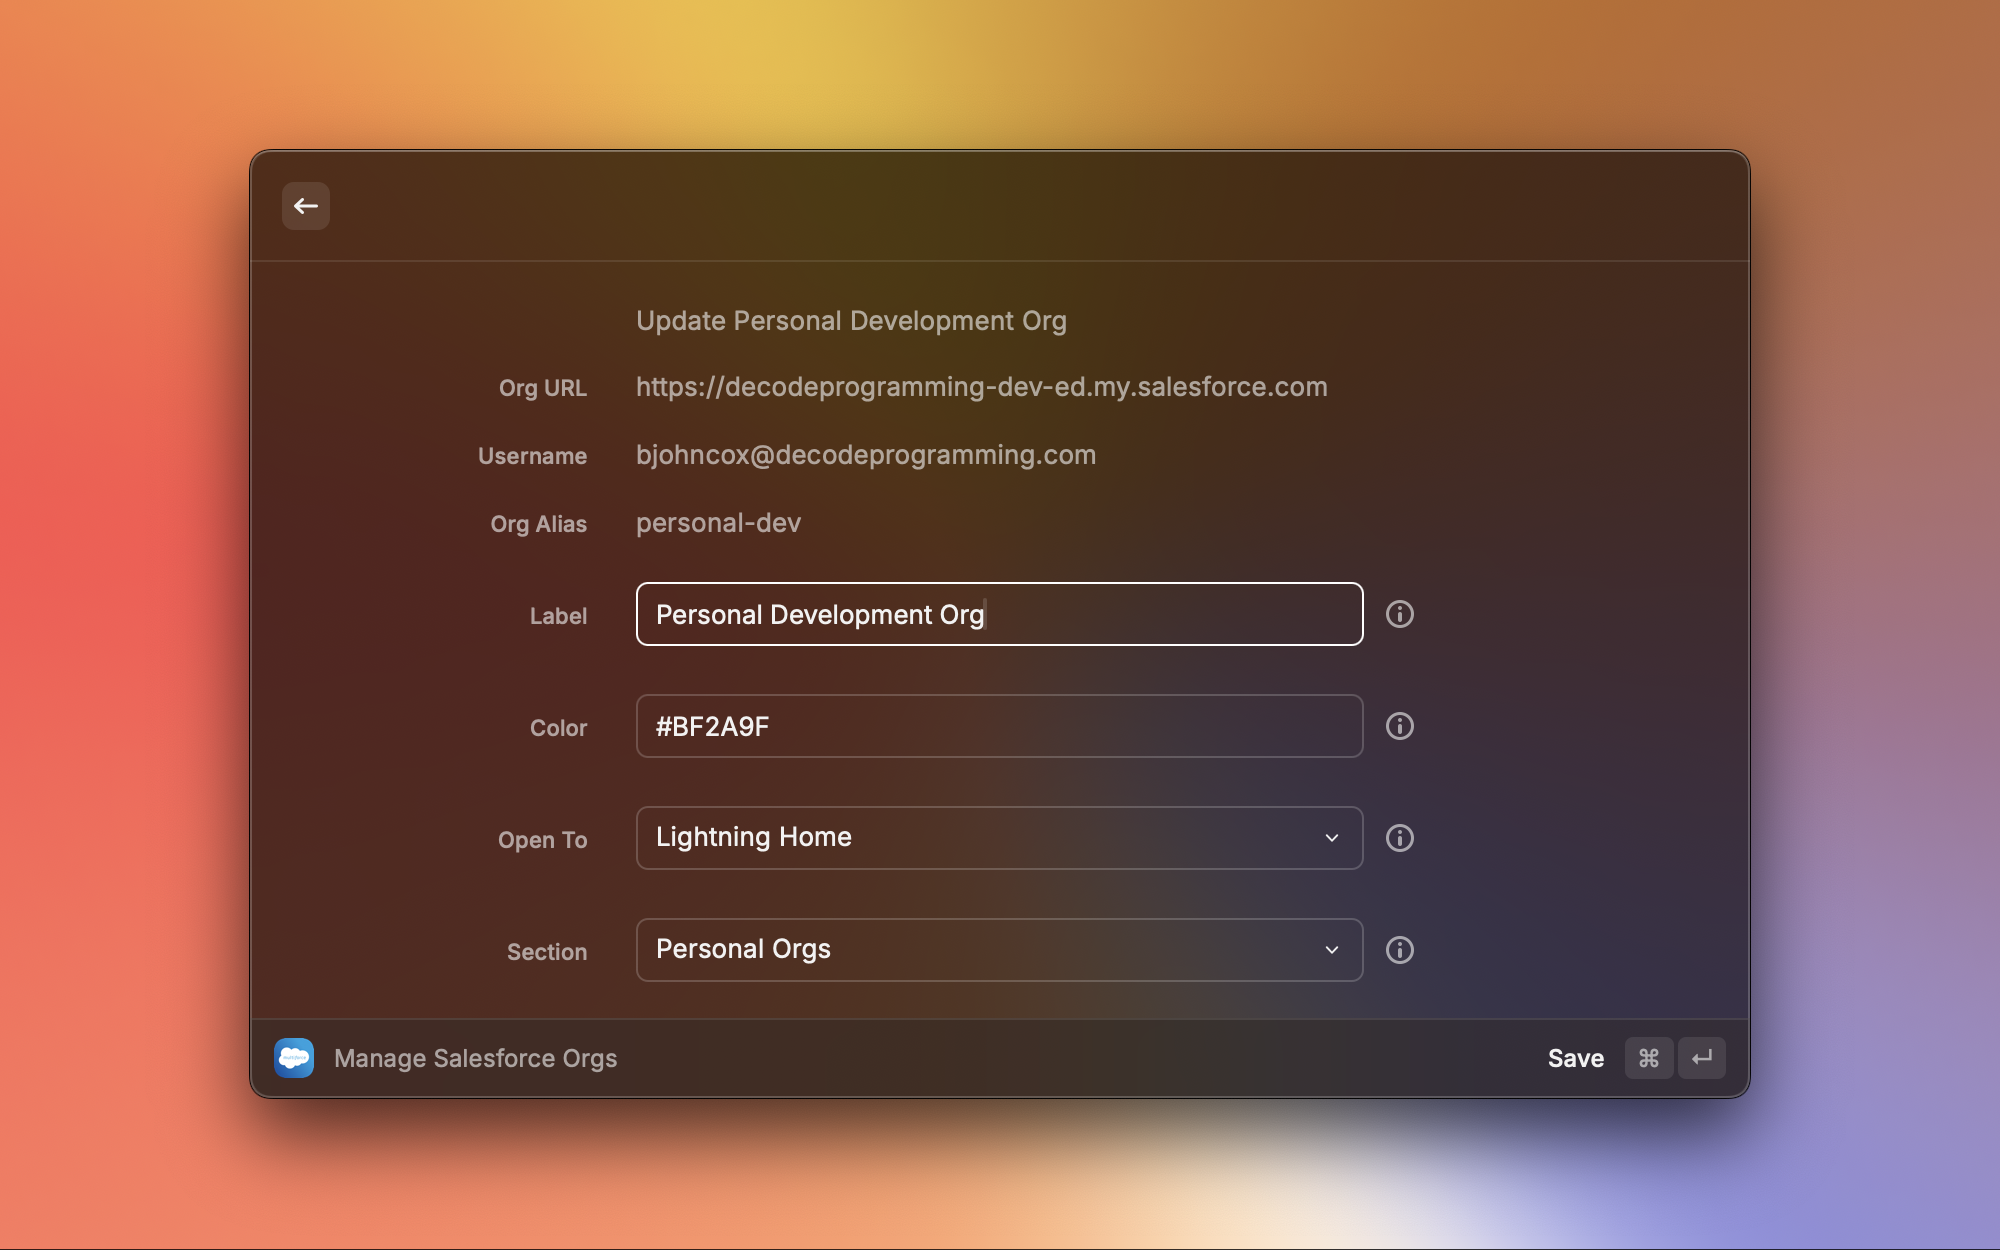 Update Personal Development Org
Org URL https://decodeprogramming-dev-ed.my.salesforce.com
Username bjohncox@decodeprogramming.com
Org Alias personal-dev
Label Personal Development Org
Color #BF2A9F
Open To Lightning Home
Section Personal Orgs
Manage Salesforce Orgs Save ⌘ ↵